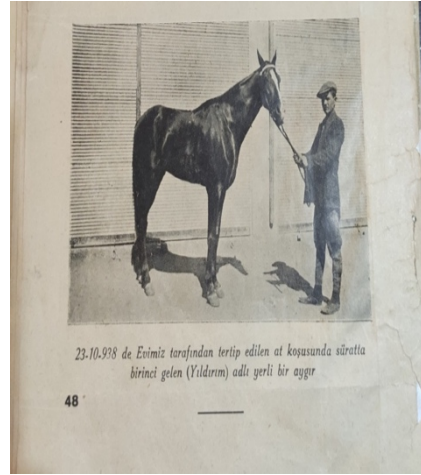 23-10-938 de Evimiz tarafından tertip edilen at koşusunda süratta
birinci gelen (Yıldırım) adlı yerli bir aygır
48